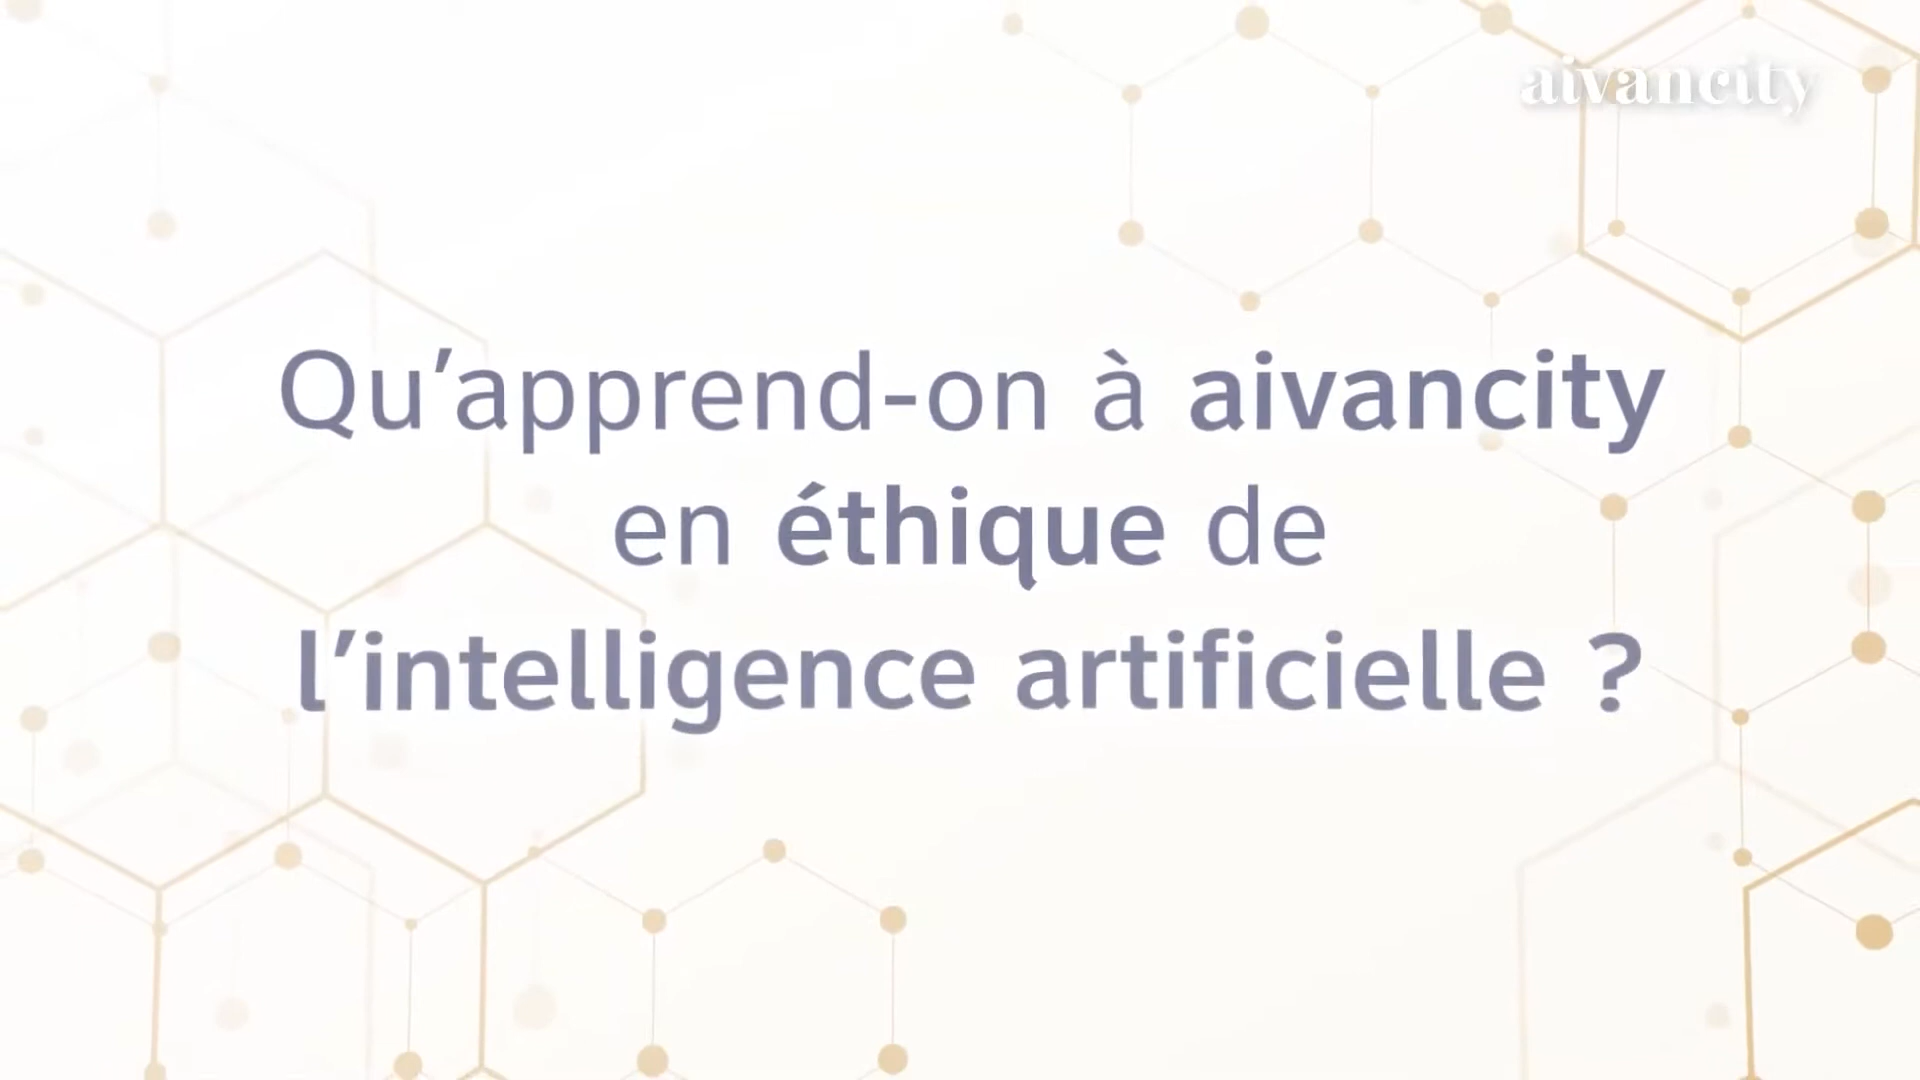 aivancity
Qu’apprend-on à aivancity
en éthique de
l’intelligence artificielle ?